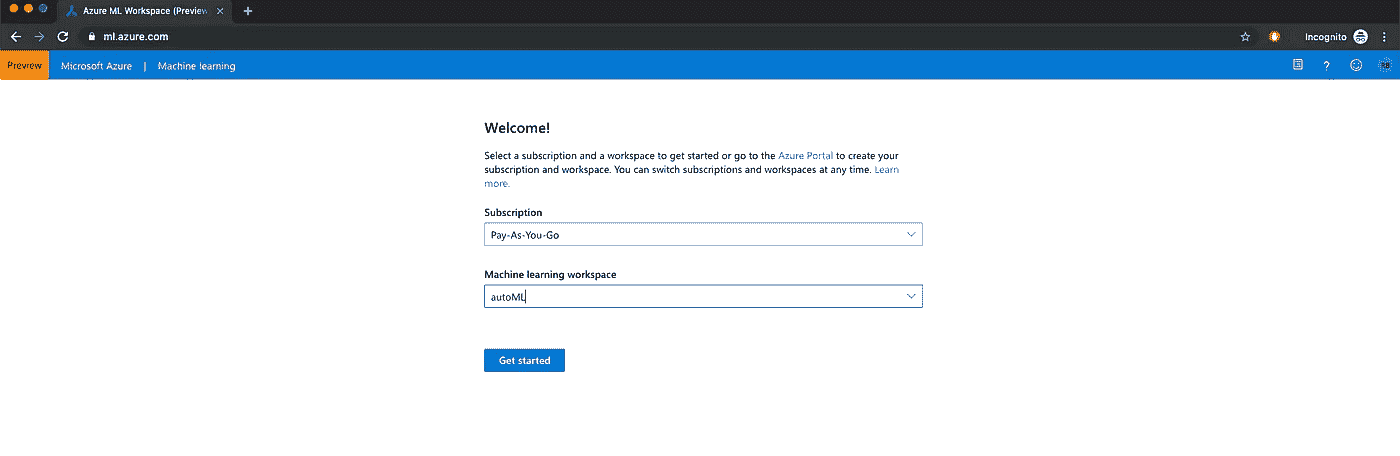 Azure ML Workspace (Preview
ml.azure.com
Incognito
Preview
Microsoft Azure | Machine learning
Welcome!
Select a subscription and a workspace to get started or go to the Azure Portal to create your
subscription and workspace. You can switch subscriptions and workspaces at any time. Learn
more.
Subscription
Pay-As-You-Go
Machine learning workspace
autoML
Get started